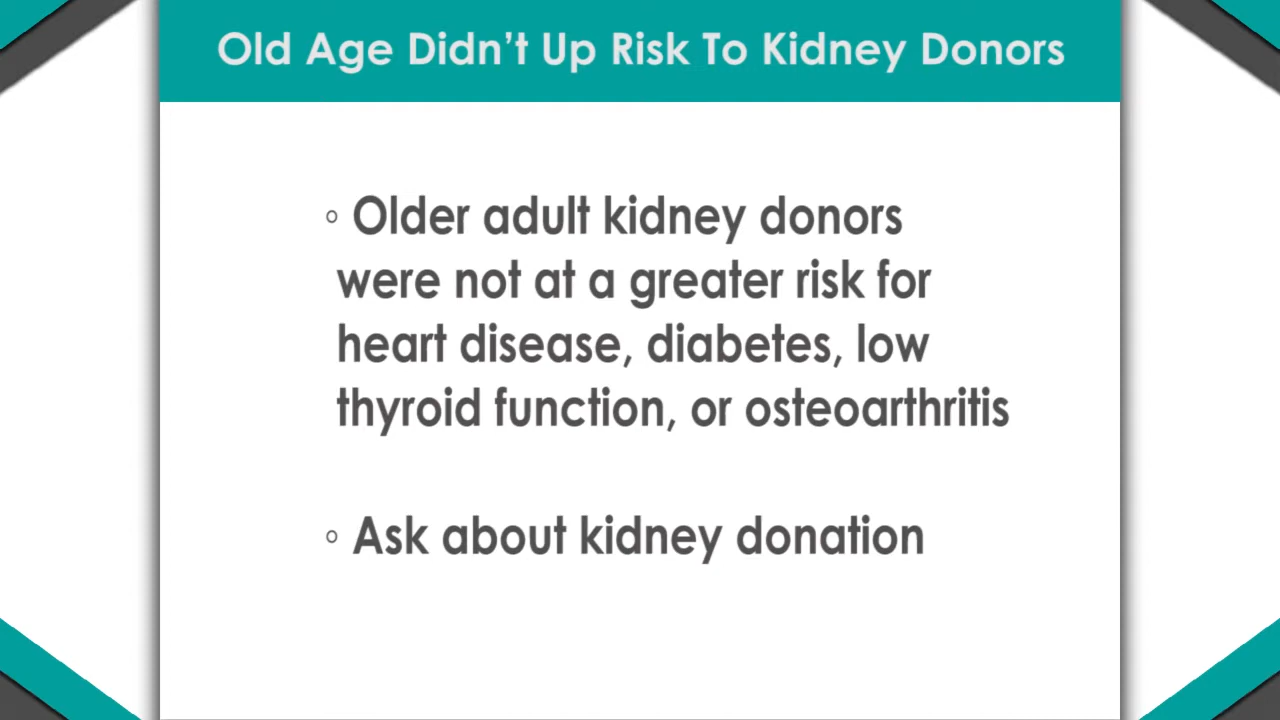 Old Age Didn't Up Risk To Kidney Donors
◦ Older adult kidney donors
were not at a greater risk for
heart disease, diabetes, low
thyroid function, or osteoarthritis
◦ Ask about kidney donation